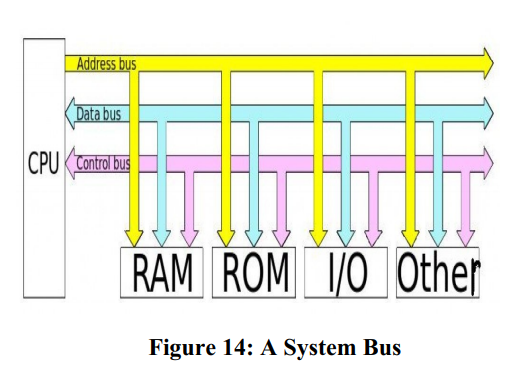 Address bus
Data bus
CPU
Control bus
RAM ROM I/O Other
Figure 14: A System Bus